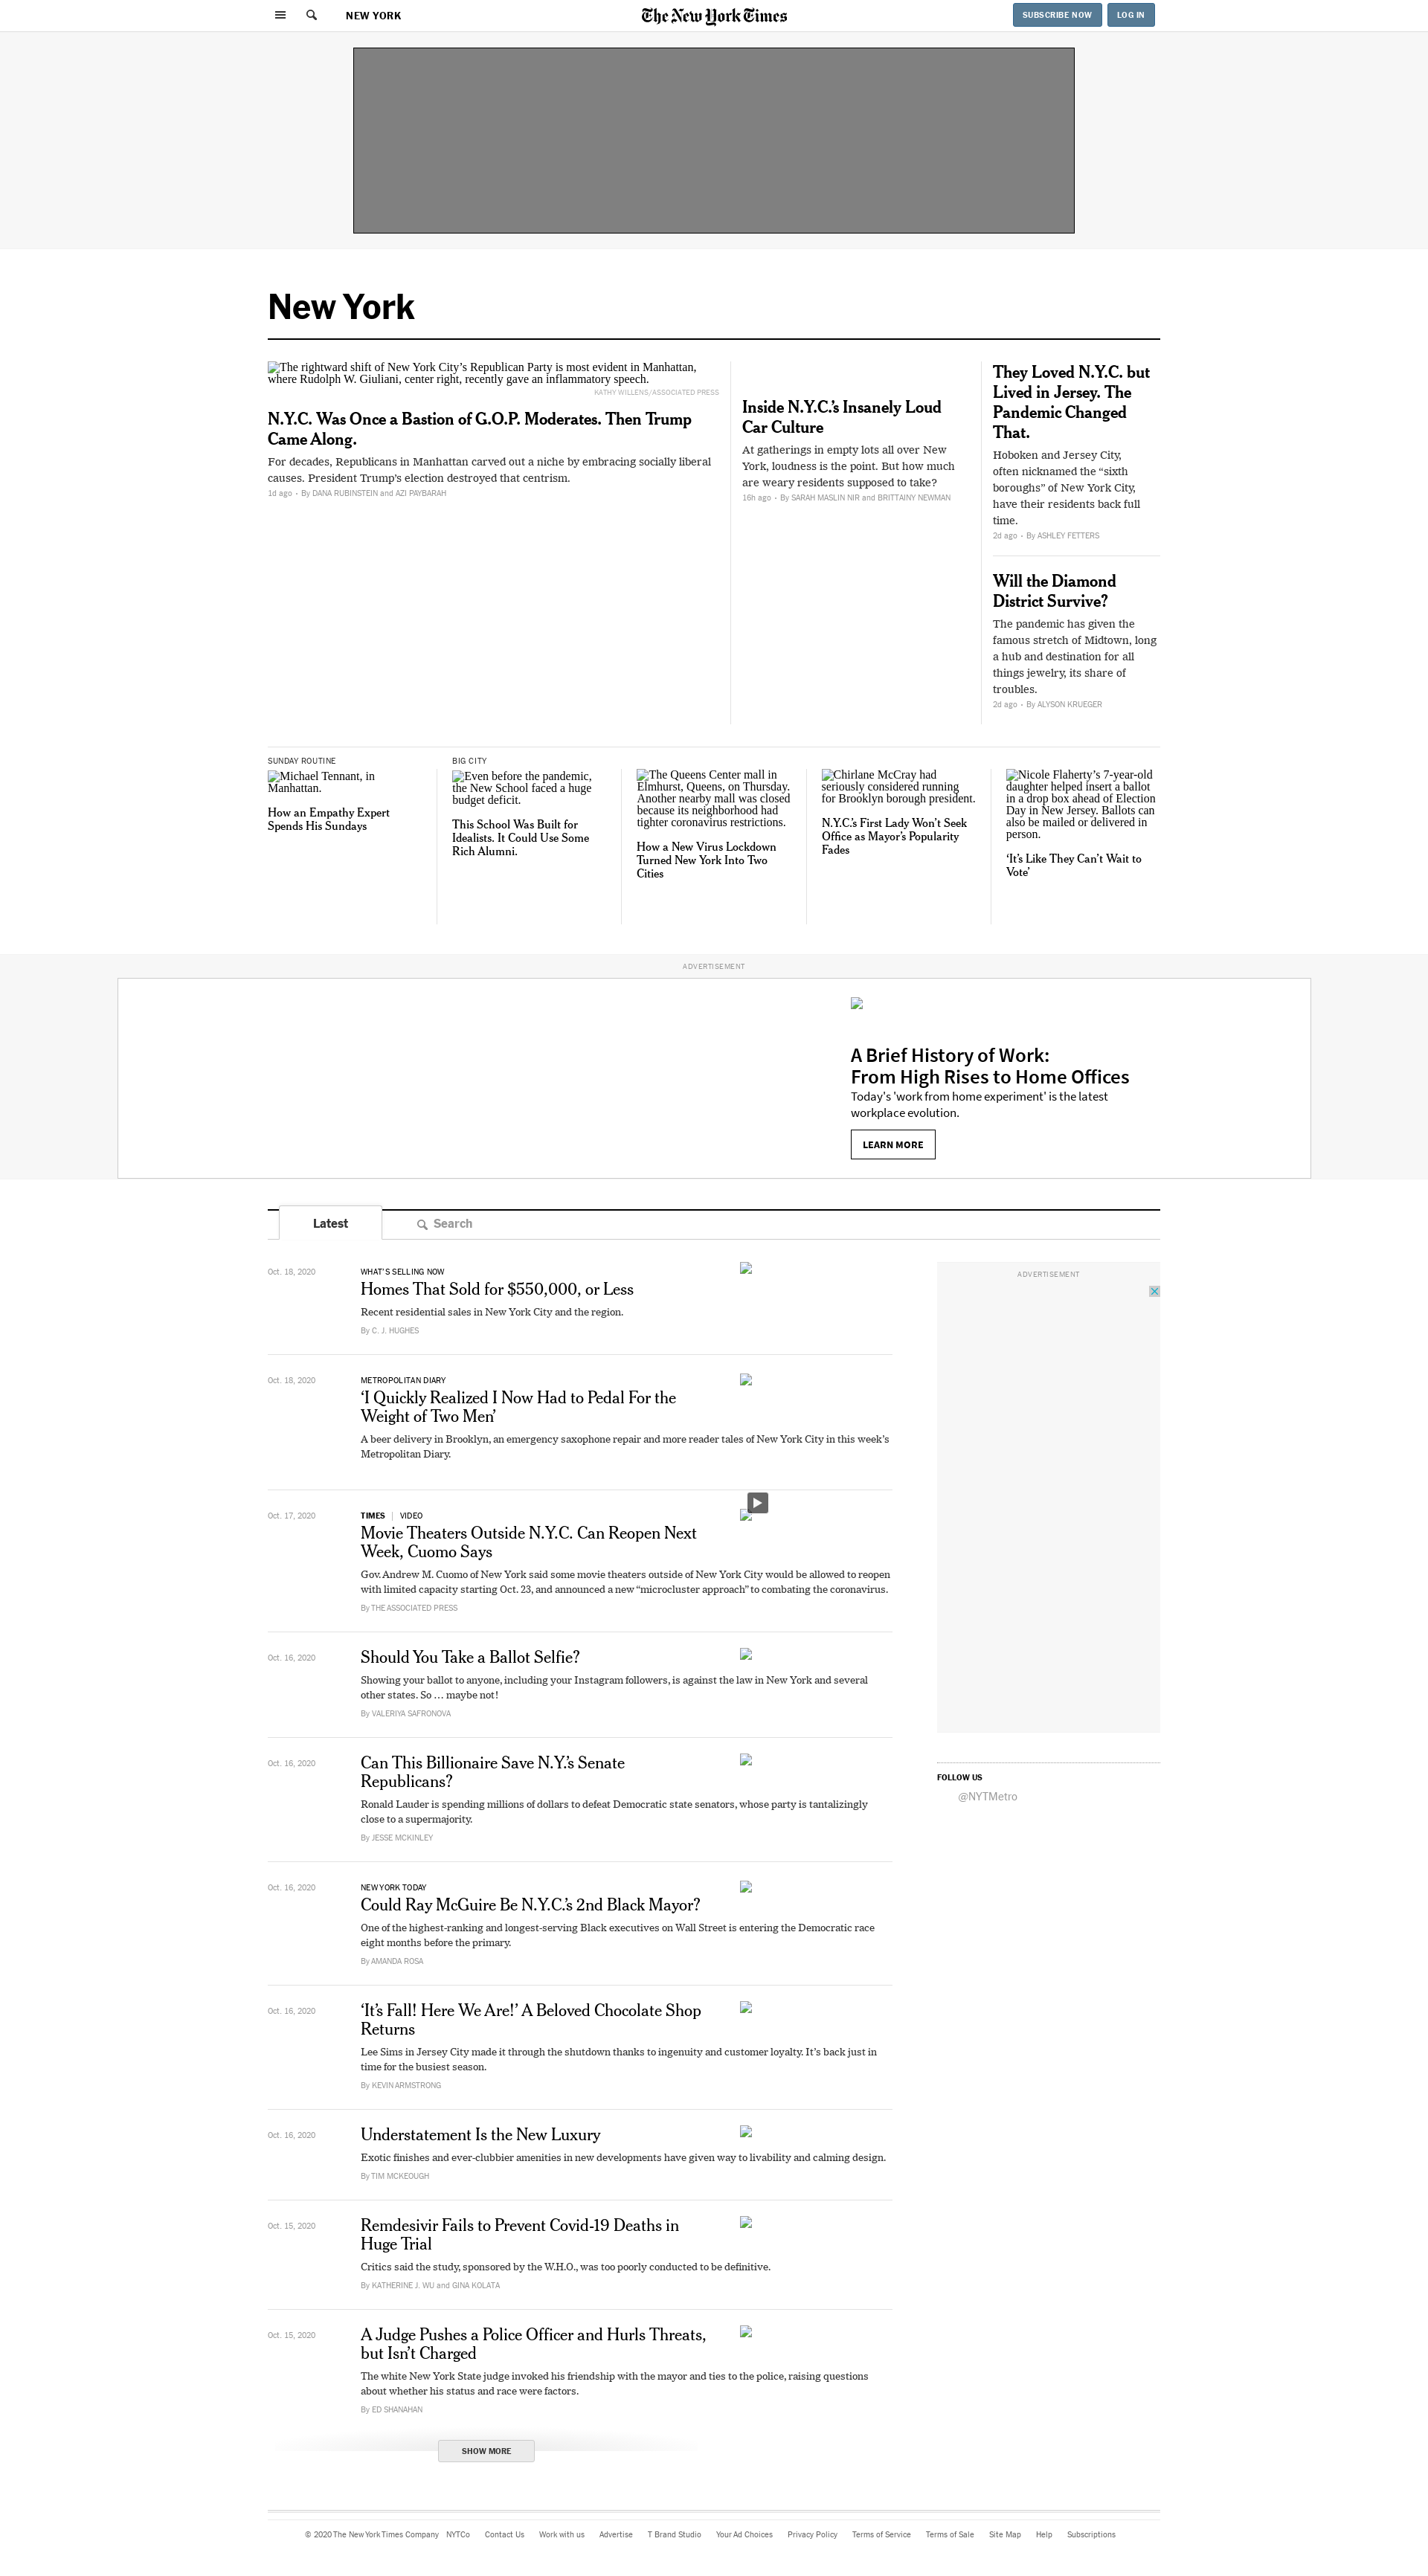 NEW YORK
The New York Times
SUBSCRIBE NOW
LOG IN
New York
The rightward shift of New York City's Republican Party is most evident in Manhattan,
where Rudolph W. Giuliani, center right, recently gave an inflammatory speech.
KATHY WILLENS/ASSOCIATED PRESS
N.Y.C. Was Once a Bastion of G.O.P. Moderates. Then Trump
Came Along.
For decades, Republicans in Manhattan carved out a niche by embracing socially liberal
causes. President Trump's election destroyed that centrism.
1d ago • By DANA RUBINSTEIN and AZI PAYBARAH
Inside N.Y.C.'s Insanely Loud
Car Culture
At gatherings in empty lots all over New
York, loudness is the point. But how much
are weary residents supposed to take?
16h ago • By SARAH MASLIN NIR and BRITTAINY NEWMAN
They Loved N.Y.C. but
Lived in Jersey. The
Pandemic Changed
That.
Hoboken and Jersey City,
often nicknamed the “sixth
boroughs” of New York City,
have their residents back full
time.
2d ago • By ASHLEY FETTERS
Will the Diamond
District Survive?
The pandemic has given the
famous stretch of Midtown, long
a hub and destination for all
things jewelry, its share of
troubles.
2d ago • By ALYSON KRUEGER
SUNDAY ROUTINE
Michael Tennant, in
Manhattan.
How an Empathy Expert
Spends His Sundays
BIG CITY
Even before the pandemic,
the New School faced a huge
budget deficit.
This School Was Built for
Idealists. It Could Use Some
Rich Alumni.
The Queens Center mall in
Elmhurst, Queens, on Thursday.
Another nearby mall was closed
because its neighborhood had
tighter coronavirus restrictions.
How a New Virus Lockdown
Turned New York Into Two
Cities
Chirlane McCray had
seriously considered running
for Brooklyn borough president.
N.Y.C.'s First Lady Won't Seek
Office as Mayor's Popularity
Fades
Nicole Flaherty's 7-year-old
daughter helped insert a ballot
in a drop box ahead of Election
Day in New Jersey. Ballots can
also be mailed or delivered in
person.
‘It's Like They Can't Wait to
Vote’
ADVERTISEMENT
A Brief History of Work:
From High Rises to Home Offices
Today's 'work from home experiment' is the latest
workplace evolution.
LEARN MORE
Latest
Search
Oct. 18, 2020
WHAT'S SELLING NOW
Homes That Sold for $550,000, or Less
Recent residential sales in New York City and the region.
By C. J. HUGHES
Oct. 18, 2020
METROPOLITAN DIARY
‘I Quickly Realized I Now Had to Pedal For the
Weight of Two Men’
A beer delivery in Brooklyn, an emergency saxophone repair and more reader tales of New York City in this week's
Metropolitan Diary.
Oct. 17, 2020
TIMES | VIDEO
Movie Theaters Outside N.Y.C. Can Reopen Next
Week, Cuomo Says
Gov. Andrew M. Cuomo of New York said some movie theaters outside of New York City would be allowed to reopen
with limited capacity starting Oct. 23, and announced a new “microcluster approach” to combating the coronavirus.
By THE ASSOCIATED PRESS
Oct. 16, 2020
Should You Take a Ballot Selfie?
Showing your ballot to anyone, including your Instagram followers, is against the law in New York and several
other states. So … maybe not!
By VALERIYA SAFRONOVA
Oct. 16, 2020
Can This Billionaire Save N.Y.'s Senate
Republicans?
Ronald Lauder is spending millions of dollars to defeat Democratic state senators, whose party is tantalizingly
close to a supermajority.
By JESSE MCKINLEY
Oct. 16, 2020
NEW YORK TODAY
Could Ray McGuire Be N.Y.C.'s 2nd Black Mayor?
One of the highest-ranking and longest-serving Black executives on Wall Street is entering the Democratic race
eight months before the primary.
By AMANDA ROSA
Oct. 16, 2020
‘It's Fall! Here We Are!’ A Beloved Chocolate Shop
Returns
Lee Sims in Jersey City made it through the shutdown thanks to ingenuity and customer loyalty. It's back just in
time for the busiest season.
By KEVIN ARMSTRONG
Oct. 16, 2020
Understatement Is the New Luxury
Exotic finishes and ever-clubbier amenities in new developments have given way to livability and calming design.
By TIM MCKEOUGH
Oct. 15, 2020
Remdesivir Fails to Prevent Covid-19 Deaths in
Huge Trial
Critics said the study, sponsored by the W.H.O., was too poorly conducted to be definitive.
By KATHERINE J. WU and GINA KOLATA
Oct. 15, 2020
A Judge Pushes a Police Officer and Hurls Threats,
but Isn't Charged
The white New York State judge invoked his friendship with the mayor and ties to the police, raising questions
about whether his status and race were factors.
By ED SHANAHAN
SHOW MORE
ADVERTISEMENT
FOLLOW US
@NYTMetro
© 2020 The New York Times Company NYTCo Contact Us Work with us Advertise T Brand Studio Your Ad Choices Privacy Policy Terms of Service Terms of Sale Site Map Help Subscriptions